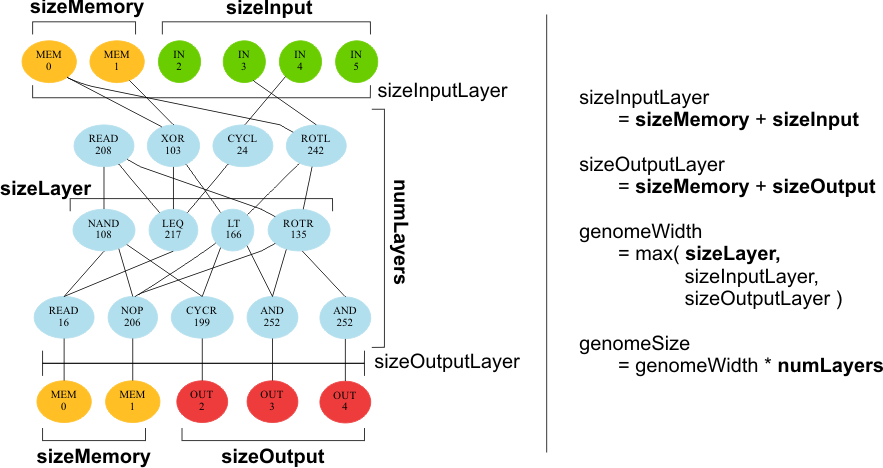 sizeMemory sizeInput
MEM 0 MEM 1 IN 2 IN 3 IN 4 IN 5
sizeInputLayer
READ 208 XOR 103 CYCL 24 ROTL 242
sizeLayer
numLayers
NAND 108 LEQ 217 LT 166 ROTR 135
READ 16 NOP 206 CYCR 199 AND 252 AND 252
sizeOutputLayer
MEM 0 MEM 1 OUT 2 OUT 3 OUT 4
sizeMemory sizeOutput
sizeInputLayer
= sizeMemory + sizeInput
sizeOutputLayer
= sizeMemory + sizeOutput
genomeWidth
= max( sizeLayer,
sizeInputLayer,
sizeOutputLayer )
genomeSize
= genomeWidth * numLayers